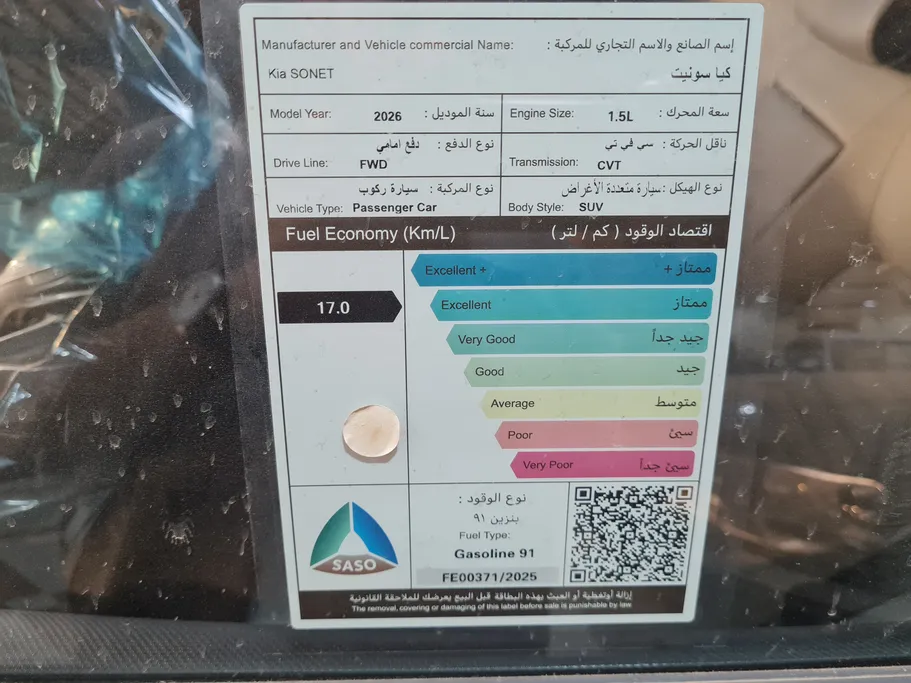 Manufacturer and Vehicle commercial Name: إسم الصانع والاسم التجاري للمركبة :
Kia SONET كيا سونيت
Model Year: 2026 سنة الموديل :
Engine Size: 1.5L سعة المحرك :
نوع الدفع : دفع امامي
Drive Line: FWD
ناقل الحركة : سي في تي
Transmission: CVT
نوع المركبة : سيارة ركوب
Vehicle Type: Passenger Car
نوع الهيكل : سيارة متعددة الأغراض
Body Style: SUV
Fuel Economy (Km/L) اقتصاد الوقود ( كم / لتر )
Excellent + ممتاز +
17.0
Excellent ممتاز
Very Good جيد جداً
Good جيد
Average متوسط
Poor سيئ
Very Poor سيئ جداً
SASO
نوع الوقود :
بنزين ٩١
Fuel Type:
Gasoline 91
FE00371/2025
إزالة أوتغطية أو العبث بهذه البطاقة قبل البيع يعرضك للملاحقة القانونية
The removal, covering or damaging of this label before sale is punishable by law